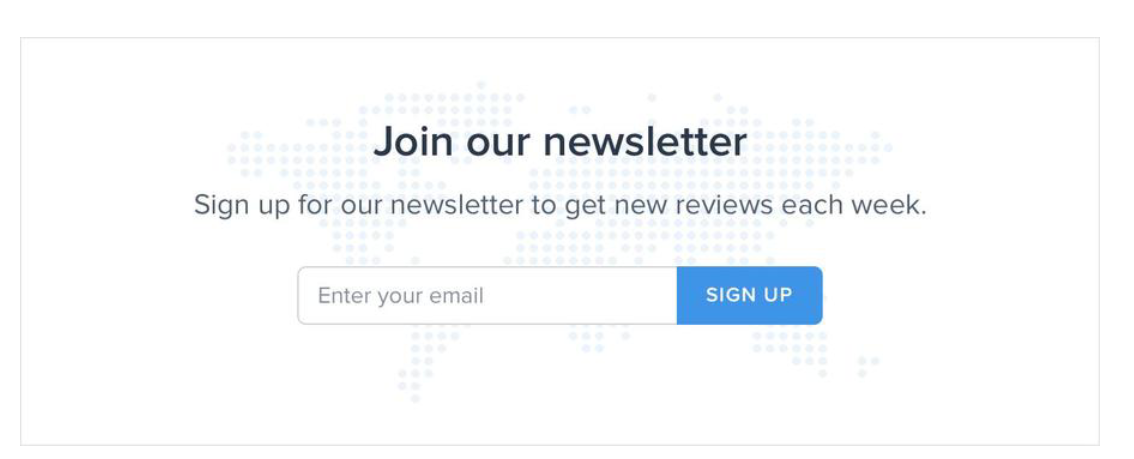 Join our newsletter
Sign up for our newsletter to get new reviews each week.
Enter your email
SIGN UP